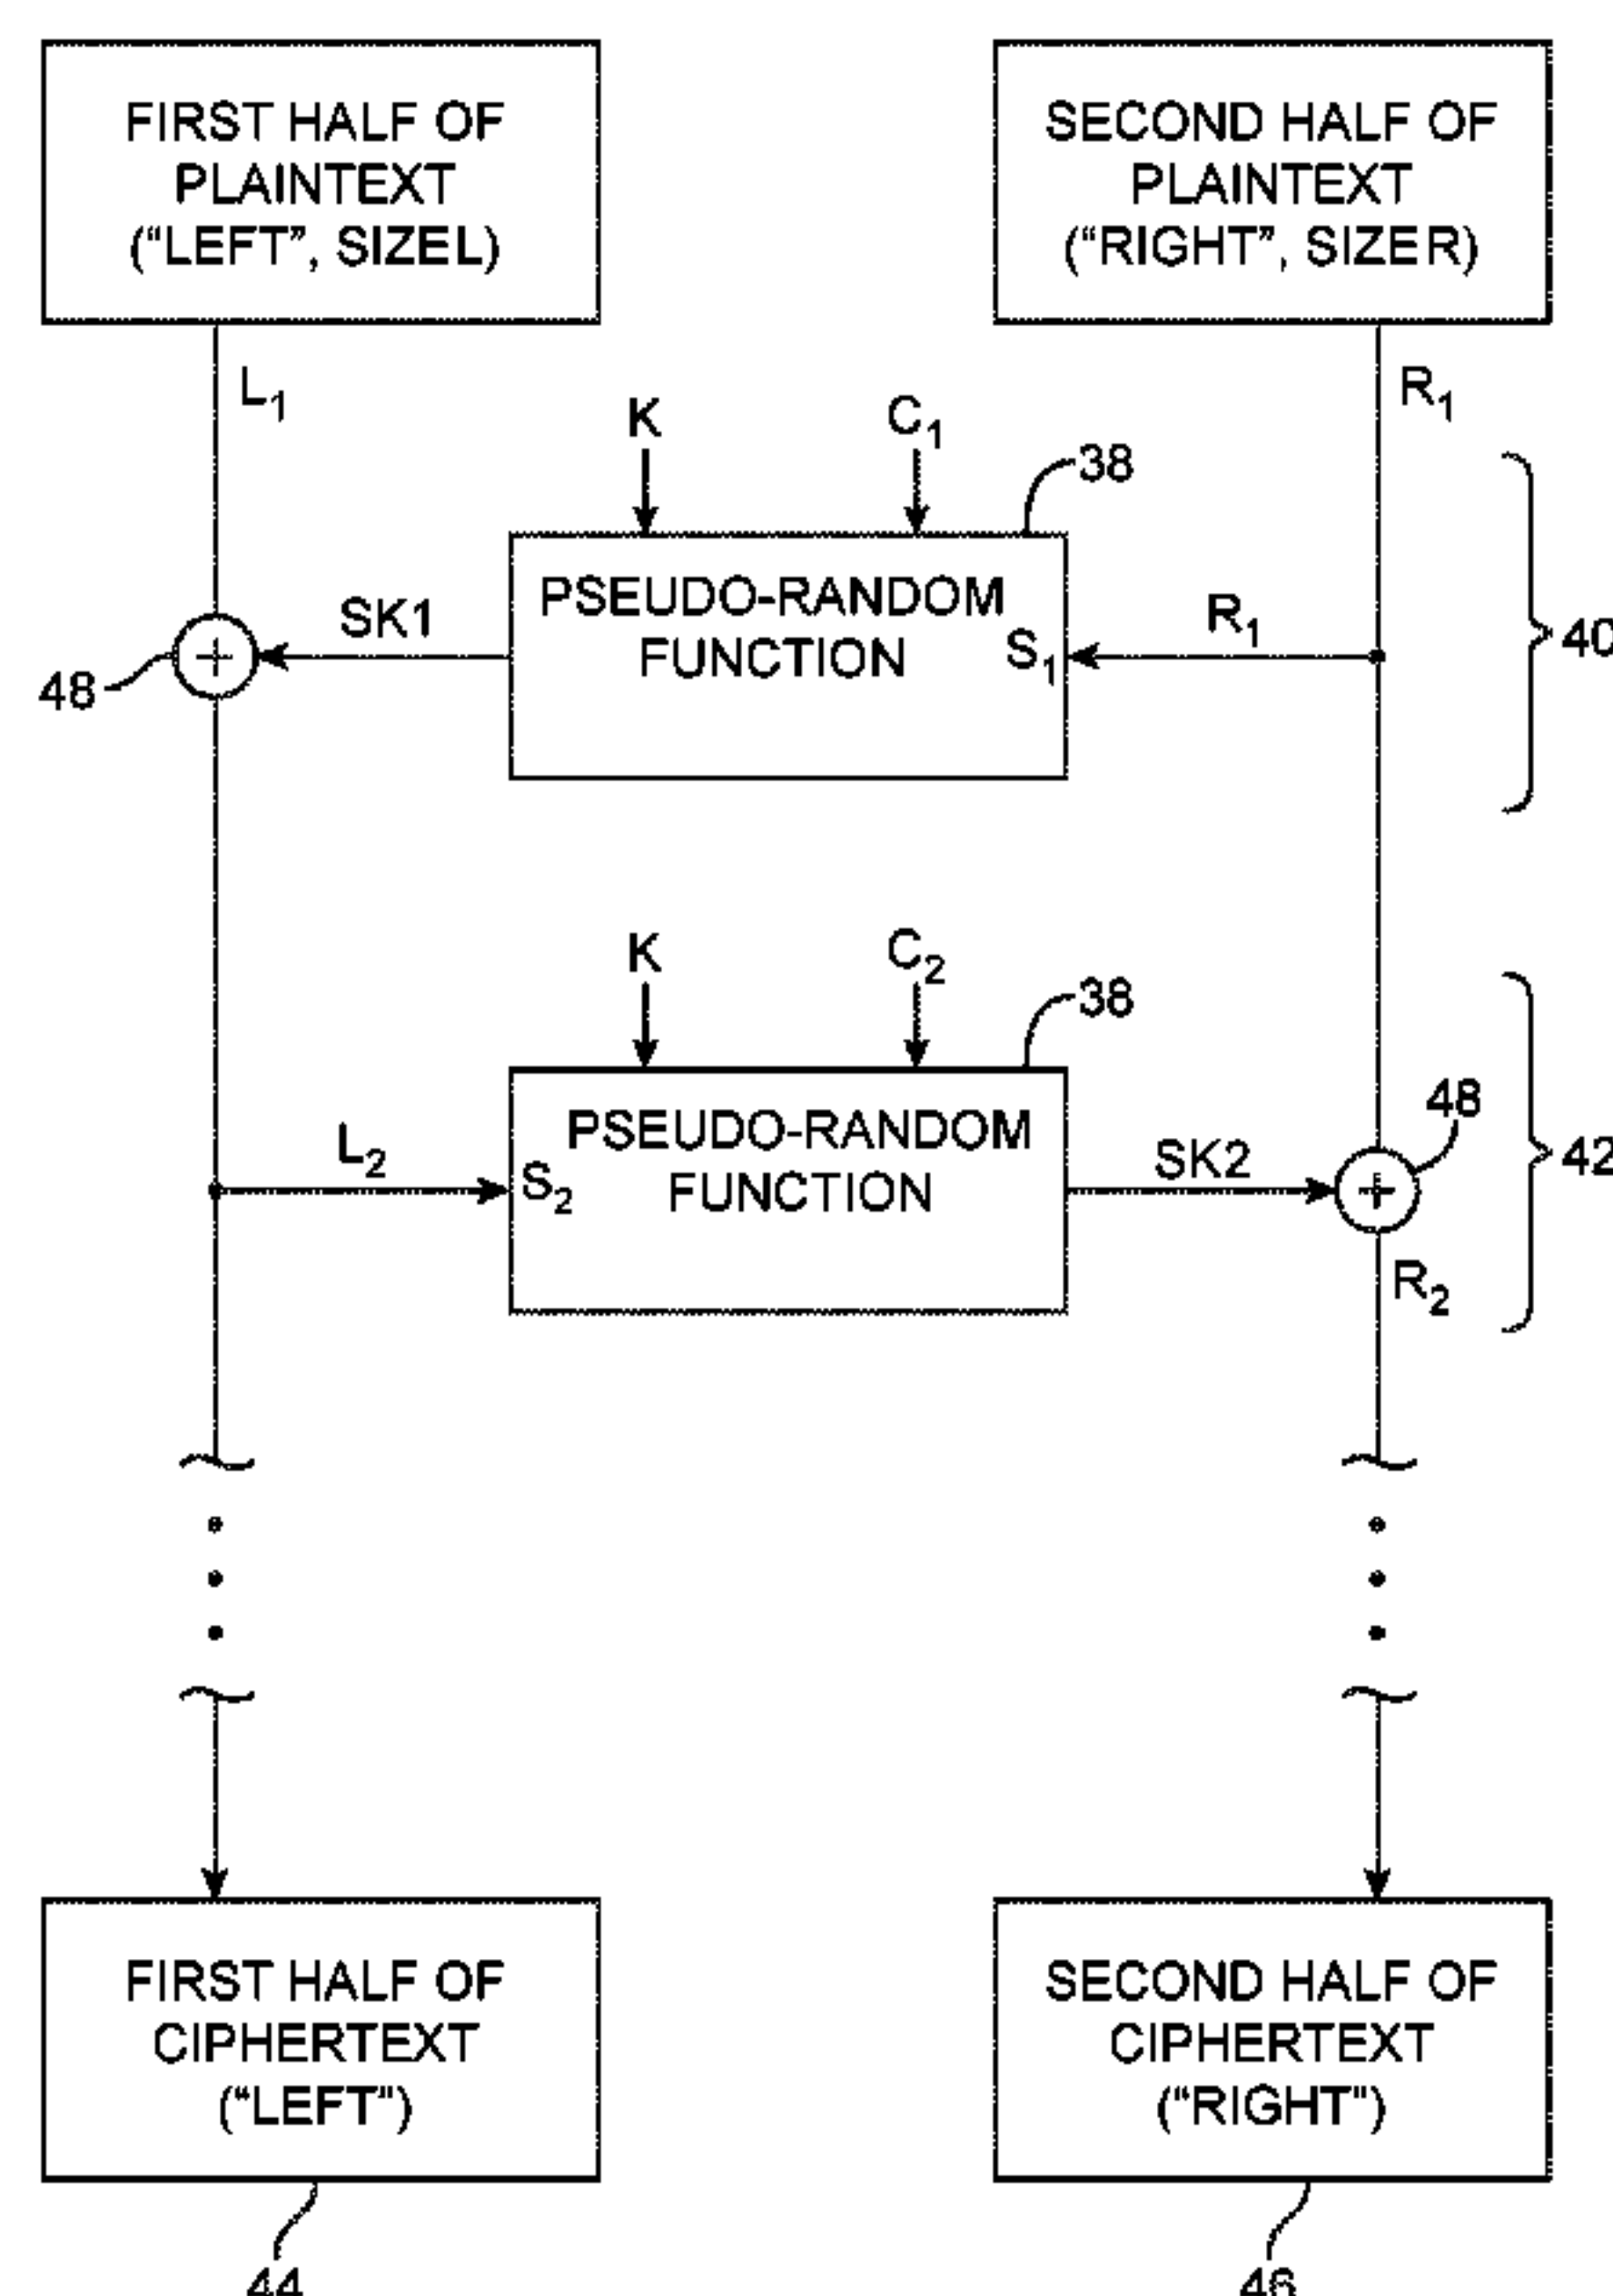 FIRST HALF OF
PLAINTEXT
("LEFT", SIZEL)
SECOND HALF OF
PLAINTEXT
("RIGHT", SIZER)
L1
R1
K
C1
38
PSEUDO-RANDOM
FUNCTION
S1
SK1
R1
48
40
K
C2
38
PSEUDO-RANDOM
FUNCTION
L2
S2
SK2
48
42
R2
FIRST HALF OF
CIPHERTEXT
("LEFT")
SECOND HALF OF
CIPHERTEXT
("RIGHT")
44
46